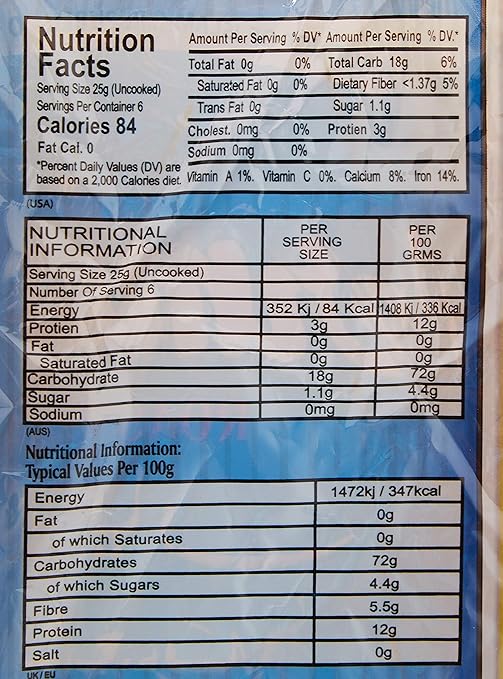 Nutrition Facts
Serving Size 25g (Uncooked)
Servings Per Container 6
Calories 84
Fat Cal. 0
*Percent Daily Values (DV) are
based on a 2,000 Calories diet.
Amount Per Serving % DV* Amount Per Serving % DV.*
Total Fat 0g 0% Total Carb 18g 6%
Saturated Fat 0g 0% Dietary Fiber <1.37g 5%
Trans Fat 0g Sugar 1.1g
Cholest. 0mg 0% Protien 3g
Sodium 0mg 0%
Vitamin A 1%. Vitamin C 0%. Calcium 8%. Iron 14%.
(USA)
NUTRITIONAL INFORMATION PER SERVING SIZE PER 100 GRMS
Serving Size 25g (Uncooked)
Number Of Serving 6
Energy 352 Kj / 84 Kcal 1408 Kj / 336 Kcal
Protien 3g 12g
Fat 0g 0g
Saturated Fat 0g 0g
Carbohydrate 18g 72g
Sugar 1.1g 4.4g
Sodium 0mg 0mg
(AUS)
Nutritional Information:
Typical Values Per 100g
Energy 1472kj / 347kcal
Fat 0g
of which Saturates 0g
Carbohydrates 72g
of which Sugars 4.4g
Fibre 5.5g
Protein 12g
Salt 0g
UK/EU